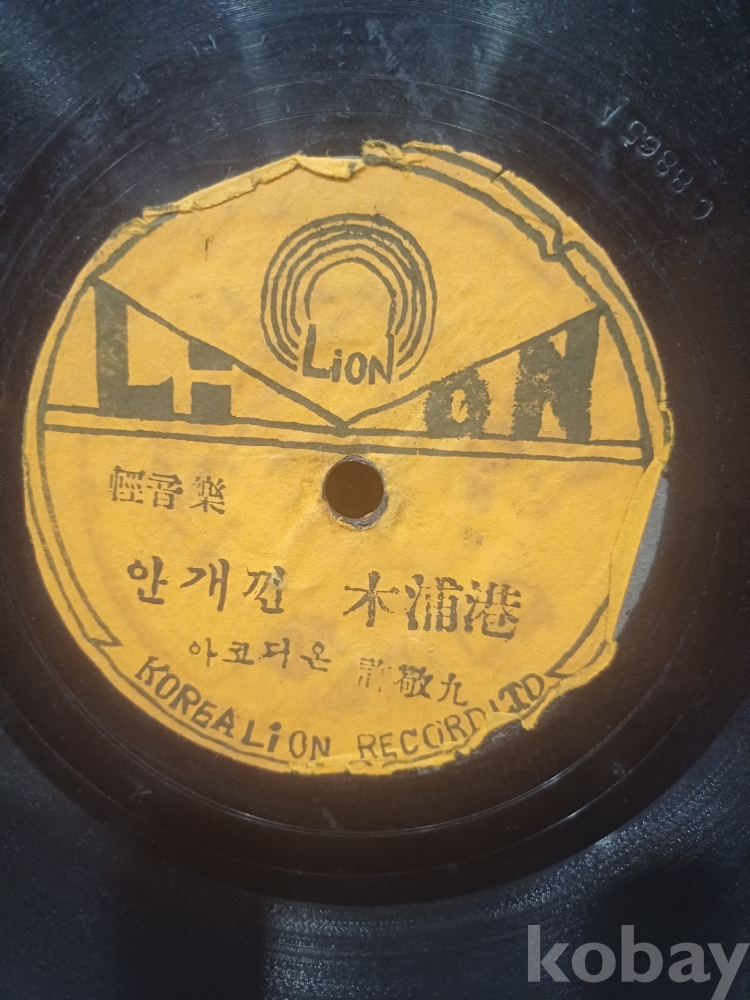 C 8865 A
LiON
LION
輕音樂
안개낀 木浦港
아코디온 許敬九
KOREA LiON RECORD LTD
kobay